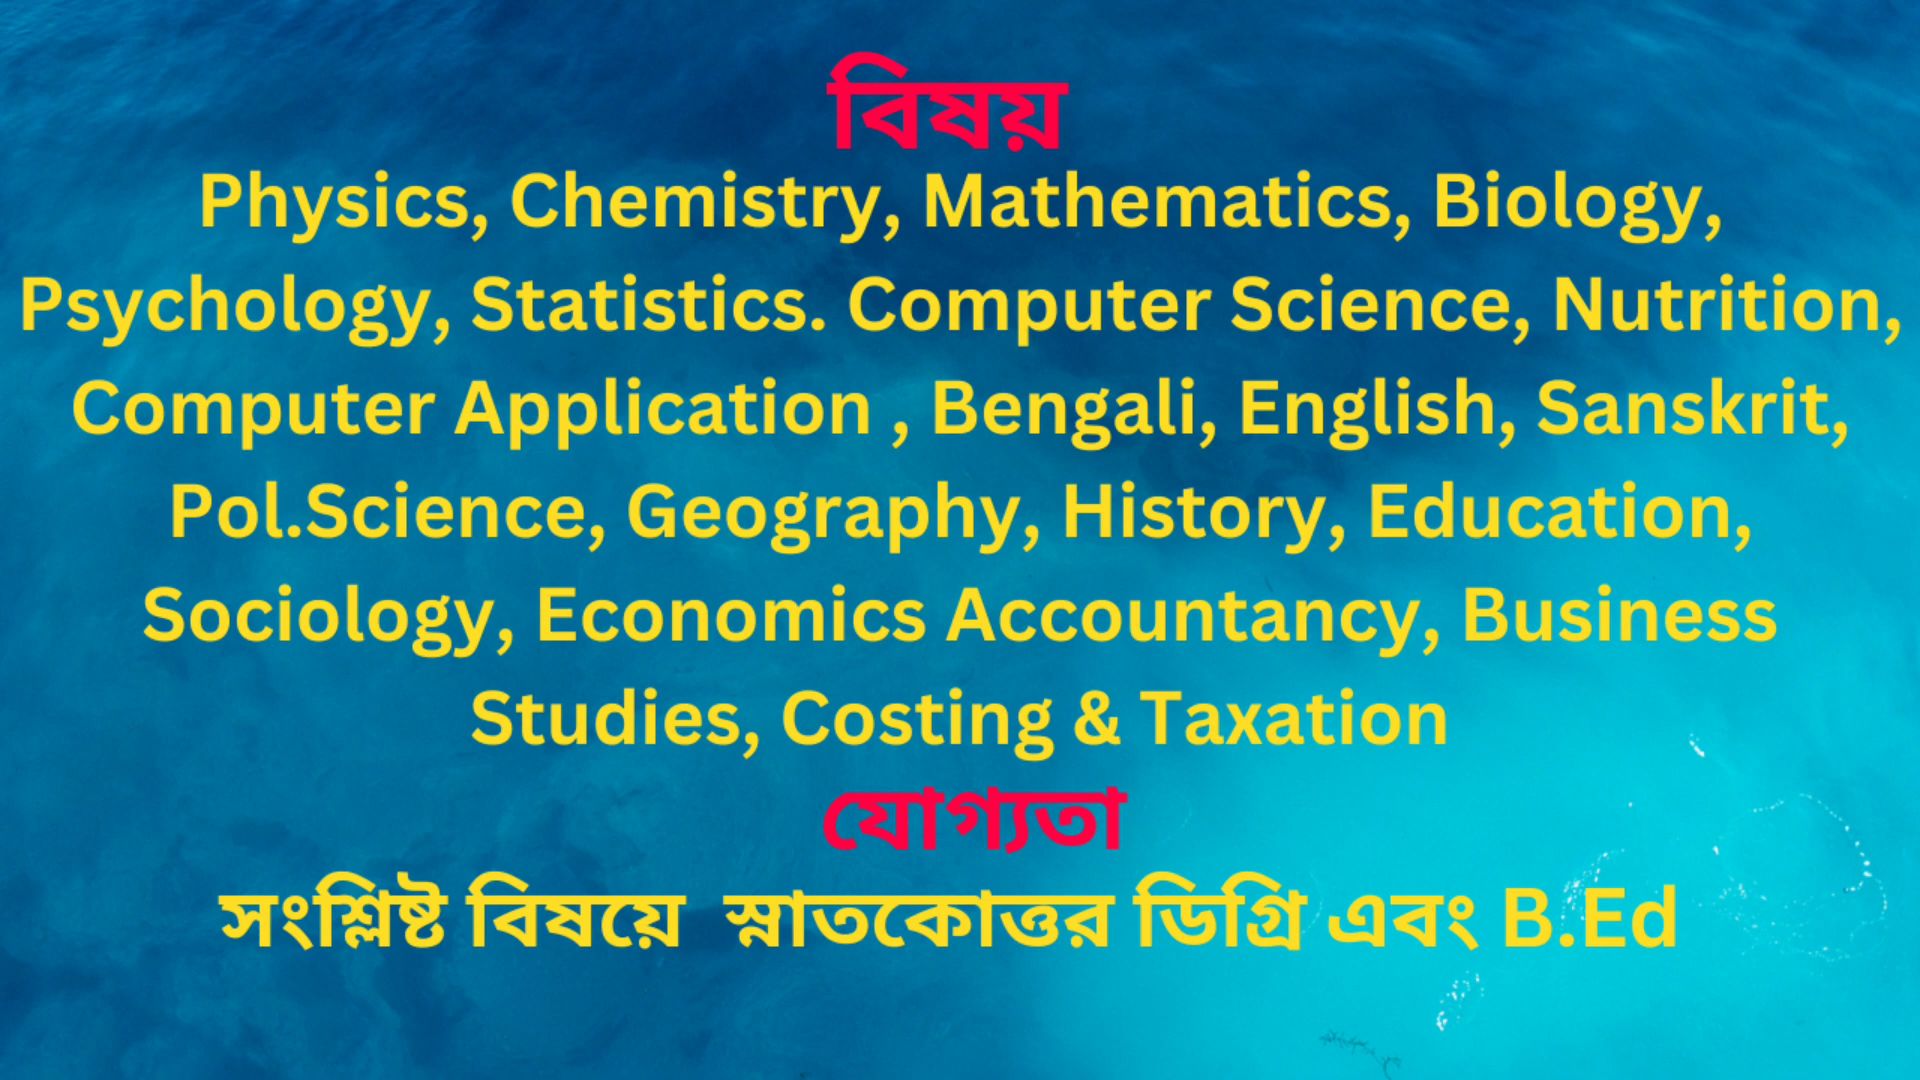 বিষয়
Physics, Chemistry, Mathematics, Biology,
Psychology, Statistics. Computer Science, Nutrition,
Computer Application , Bengali, English, Sanskrit,
Pol.Science, Geography, History, Education,
Sociology, Economics Accountancy, Business
Studies, Costing & Taxation
যোগ্যতা
সংশ্লিষ্ট বিষয়ে স্নাতকোত্তর ডিগ্রি এবং B.Ed